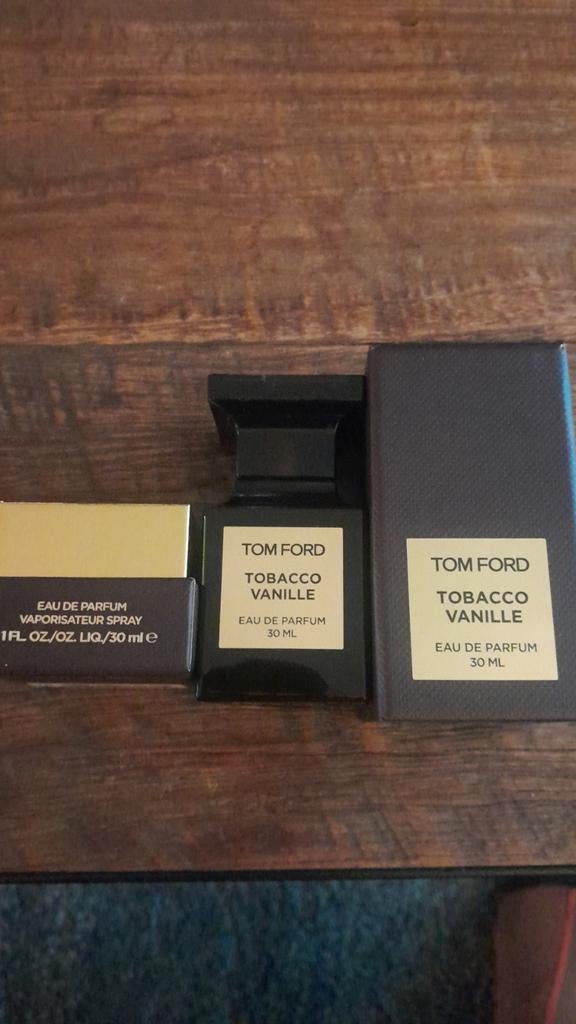 EAU DE PARFUM
VAPORISATEUR SPRAY
1 FL. OZ./OZ. LIQ./30 ml e
TOM FORD
TOBACCO
VANILLE
EAU DE PARFUM
30 ML
TOM FORD
TOBACCO
VANILLE
EAU DE PARFUM
30 ML